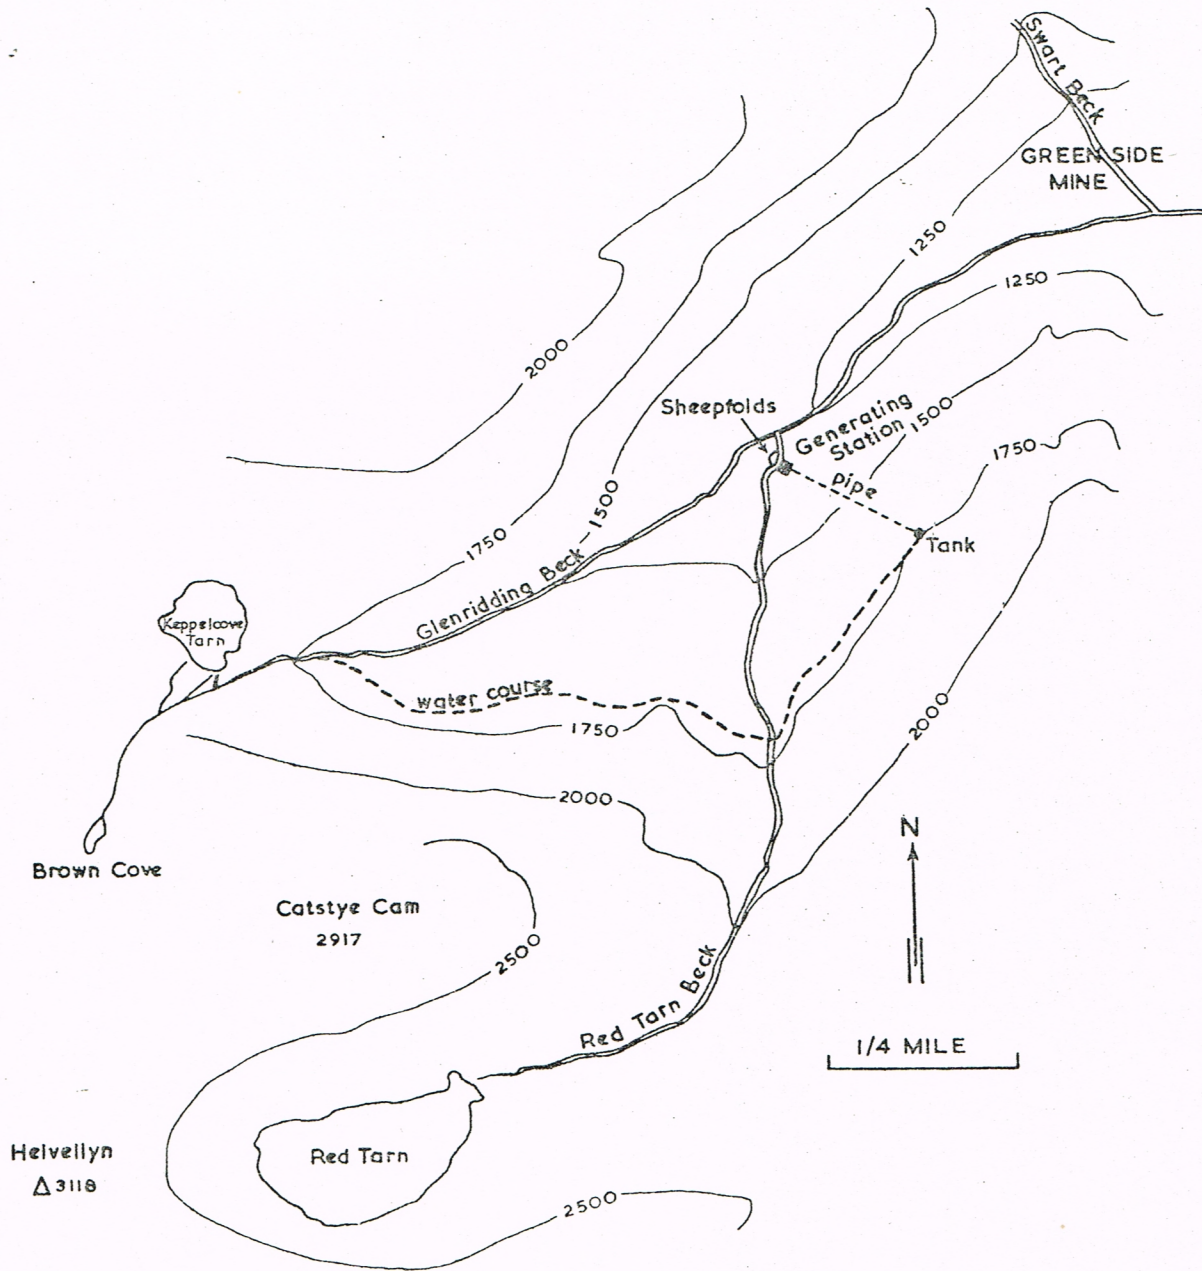 Swart Beck
GREEN SIDE
MINE
1250
1250
2000
Sheepfolds
Generating
Station
1500
1750
pipe
1500
1750
Tank
Glenridding Beck
Keppelcove
Tarn
water course
1750
2000
2000
N
Brown Cove
Catstye Cam
2917
2500
Red Tarn Beck
1/4 MILE
Helvellyn
3118
Red Tarn
2500